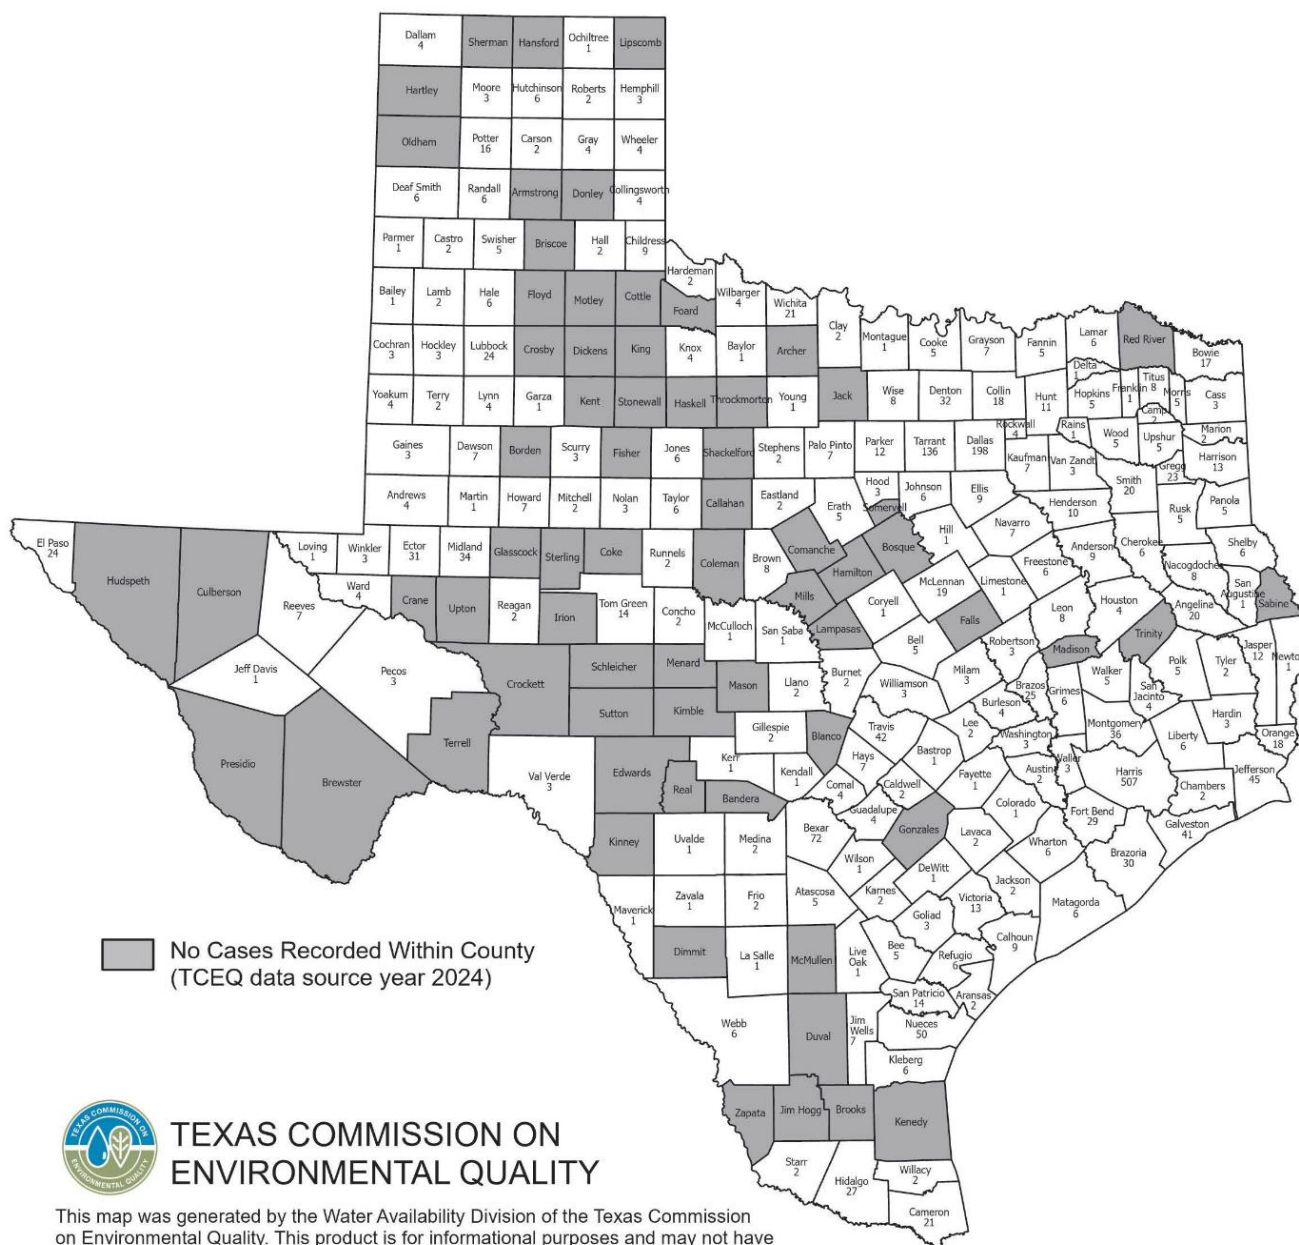 Dallam
4
Sherman
Hansford
Ochiltree
1
Lipscomb
Hartley
Moore
3
Hutchinson
6
Roberts
2
Hemphill
3
Oldham
Potter
16
Carson
2
Gray
4
Wheeler
4
Deaf Smith
6
Randall
6
Armstrong
Donley
Collingsworth
4
Parmer
1
Castro
2
Swisher
5
Briscoe
Hall
2
Childress
9
Hardeman
2
Bailey
1
Lamb
2
Hale
6
Floyd
Motley
Cottle
Foard
Wilbarger
4
Wichita
21
Clay
2
Montague
1
Cooke
5
Grayson
7
Fannin
5
Lamar
6
Red River
Bowie
17
Cochran
3
Hockley
3
Lubbock
24
Crosby
Dickens
King
Knox
4
Baylor
1
Archer
Delta
1
Titus
8
Franklin
1
Morris
5
Cass
3
Yoakum
4
Terry
2
Lynn
4
Garza
1
Kent
Stonewall
Haskell
Throckmorton
Young
1
Jack
Wise
8
Denton
32
Collin
18
Hunt
11
Hopkins
5
Camp
2
Marion
2
Rockwall
4
Rains
1
Wood
5
Upshur
5
Harrison
13
Gaines
3
Dawson
7
Borden
Scurry
3
Fisher
Jones
6
Shackelford
Stephens
2
Palo Pinto
7
Parker
12
Tarrant
136
Dallas
198
Kaufman
7
Van Zandt
3
Gregg
23
Smith
20
Andrews
4
Martin
1
Howard
7
Mitchell
2
Nolan
3
Taylor
6
Callahan
Eastland
2
Erath
5
Hood
3
Somervell
Johnson
6
Ellis
9
Henderson
10
Rusk
5
Panola
5
El Paso
24
Hudspeth
Culberson
Loving
1
Winkler
3
Ector
31
Midland
34
Glasscock
Sterling
Coke
Runnels
2
Coleman
Brown
8
Comanche
Hamilton
Bosque
Hill
1
Navarro
7
Freestone
6
Anderson
9
Cherokee
6
Nacogdoches
8
Shelby
6
Reeves
7
Ward
4
Crane
Upton
Reagan
2
Irion
Tom Green
14
Concho
2
McCulloch
1
San Saba
1
Mills
Lampasas
Coryell
1
McLennan
19
Limestone
1
Falls
Leon
8
Houston
4
Angelina
20
San
Augustine
1
Sabine
Jeff Davis
1
Pecos
3
Crockett
Schleicher
Menard
Mason
Llano
2
Burnet
2
Bell
5
Milam
3
Robertson
3
Madison
Trinity
Walker
5
Polk
5
Tyler
2
Jasper
12
Newton
1
Presidio
Brewster
Terrell
Sutton
Kimble
Gillespie
2
Blanco
Williamson
3
Travis
42
Lee
2
Burleson
4
Brazos
25
Grimes
6
San
Jacinto
4
Montgomery
36
Liberty
6
Hardin
3
Orange
18
Val Verde
3
Edwards
Real
Kerr
1
Bandera
Kendall
1
Hays
7
Comal
4
Caldwell
2
Bastrop
1
Fayette
1
Washington
3
Austin
2
Waller
3
Harris
507
Chambers
2
Jefferson
45
Kinney
Uvalde
1
Medina
2
Bexar
72
Guadalupe
4
Gonzales
Lavaca
2
Colorado
1
Wharton
6
Fort Bend
29
Brazoria
30
Galveston
41
Maverick
1
Zavala
1
Frio
2
Atascosa
5
Wilson
1
Karnes
2
DeWitt
1
Jackson
2
Matagorda
6
Victoria
13
Goliad
3
Calhoun
9
Dimmit
La Salle
1
McMullen
Live
Oak
1
Bee
5
Refugio
6
Aransas
2
San Patricio
14
Webb
6
Duval
Jim
Wells
7
Nueces
50
Kleberg
6
Zapata
Jim Hogg
Brooks
Kenedy
Starr
2
Hidalgo
27
Willacy
2
Cameron
21
No Cases Recorded Within County
(TCEQ data source year 2024)
TEXAS COMMISSION ON
ENVIRONMENTAL QUALITY
TEXAS COMMISSION ON
ENVIRONMENTAL QUALITY
This map was generated by the Water Availability Division of the Texas Commission
on Environmental Quality. This product is for informational purposes and may not have